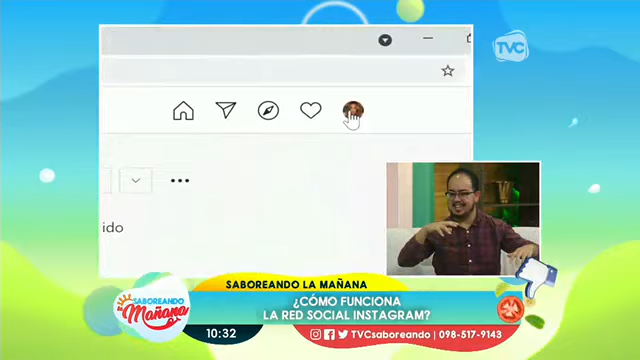 TVC
ido
SABOREANDO LA MAÑANA
¿CÓMO FUNCIONA
LA RED SOCIAL INSTAGRAM?
SABOREANDO
la Mañana
10:32
TVCsaboreando | 098-517-9143